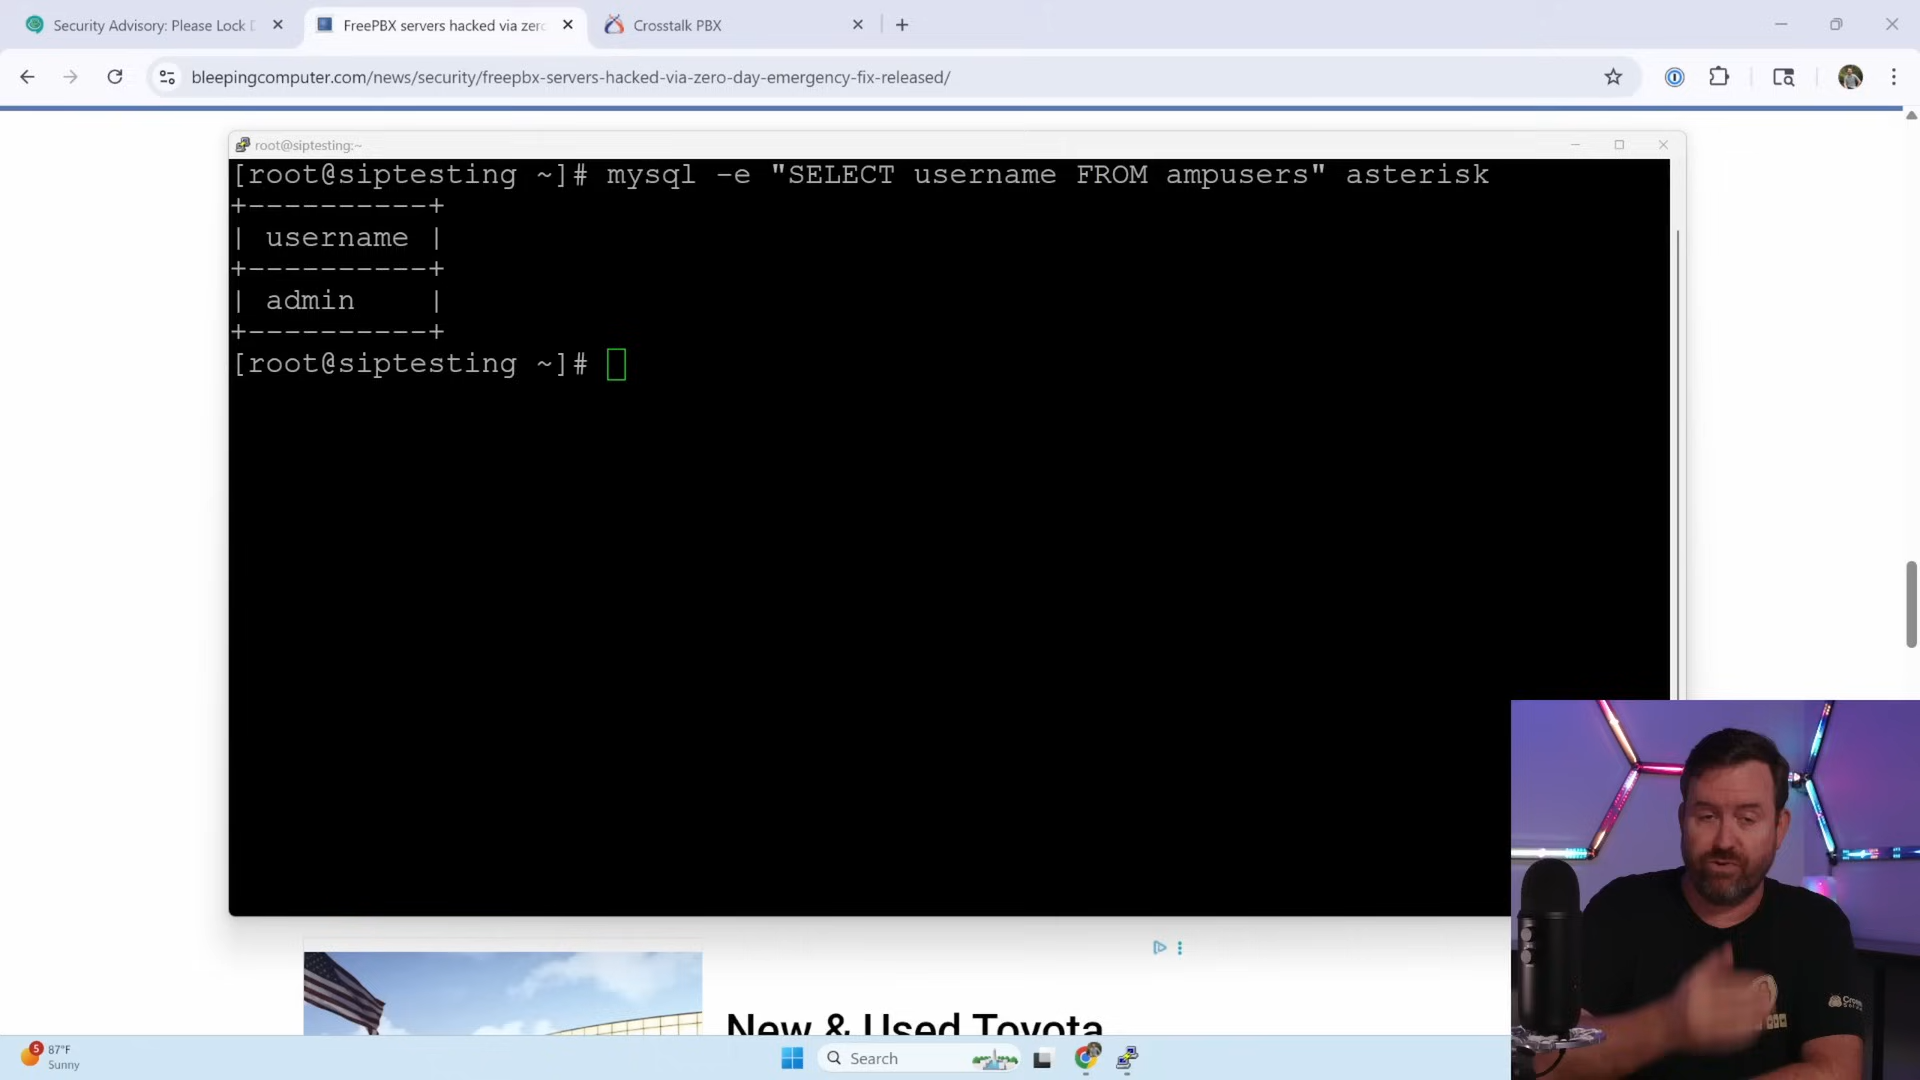 Security Advisory: Please Lock D
FreePBX servers hacked via zero
Crosstalk PBX
bleepingcomputer.com/news/security/freepbx-servers-hacked-via-zero-day-emergency-fix-released/
root@siptesting:~
[root@siptesting ~]# mysql -e "SELECT username FROM ampusers" asterisk
+----------+
| username |
+----------+
| admin    |
+----------+
[root@siptesting ~]#
New & Used Toyota
5
87°F
Sunny
Search